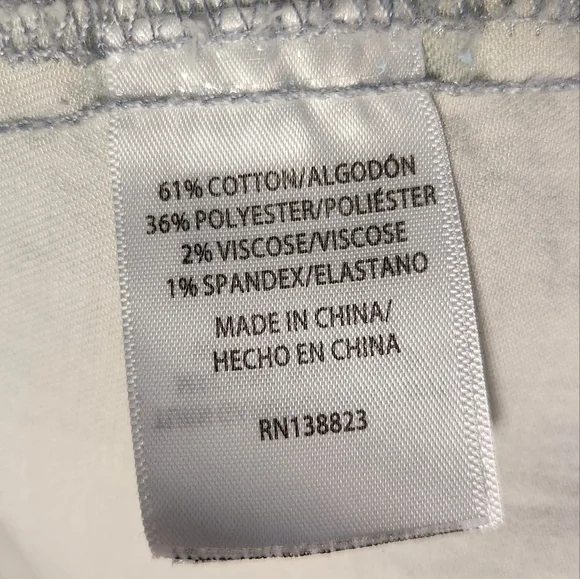 61% COTTON/ALGODÓN
36% POLYESTER/POLIÉSTER
2% VISCOSE/VISCOSE
1% SPANDEX/ELASTANO
MADE IN CHINA/
HECHO EN CHINA
RN138823